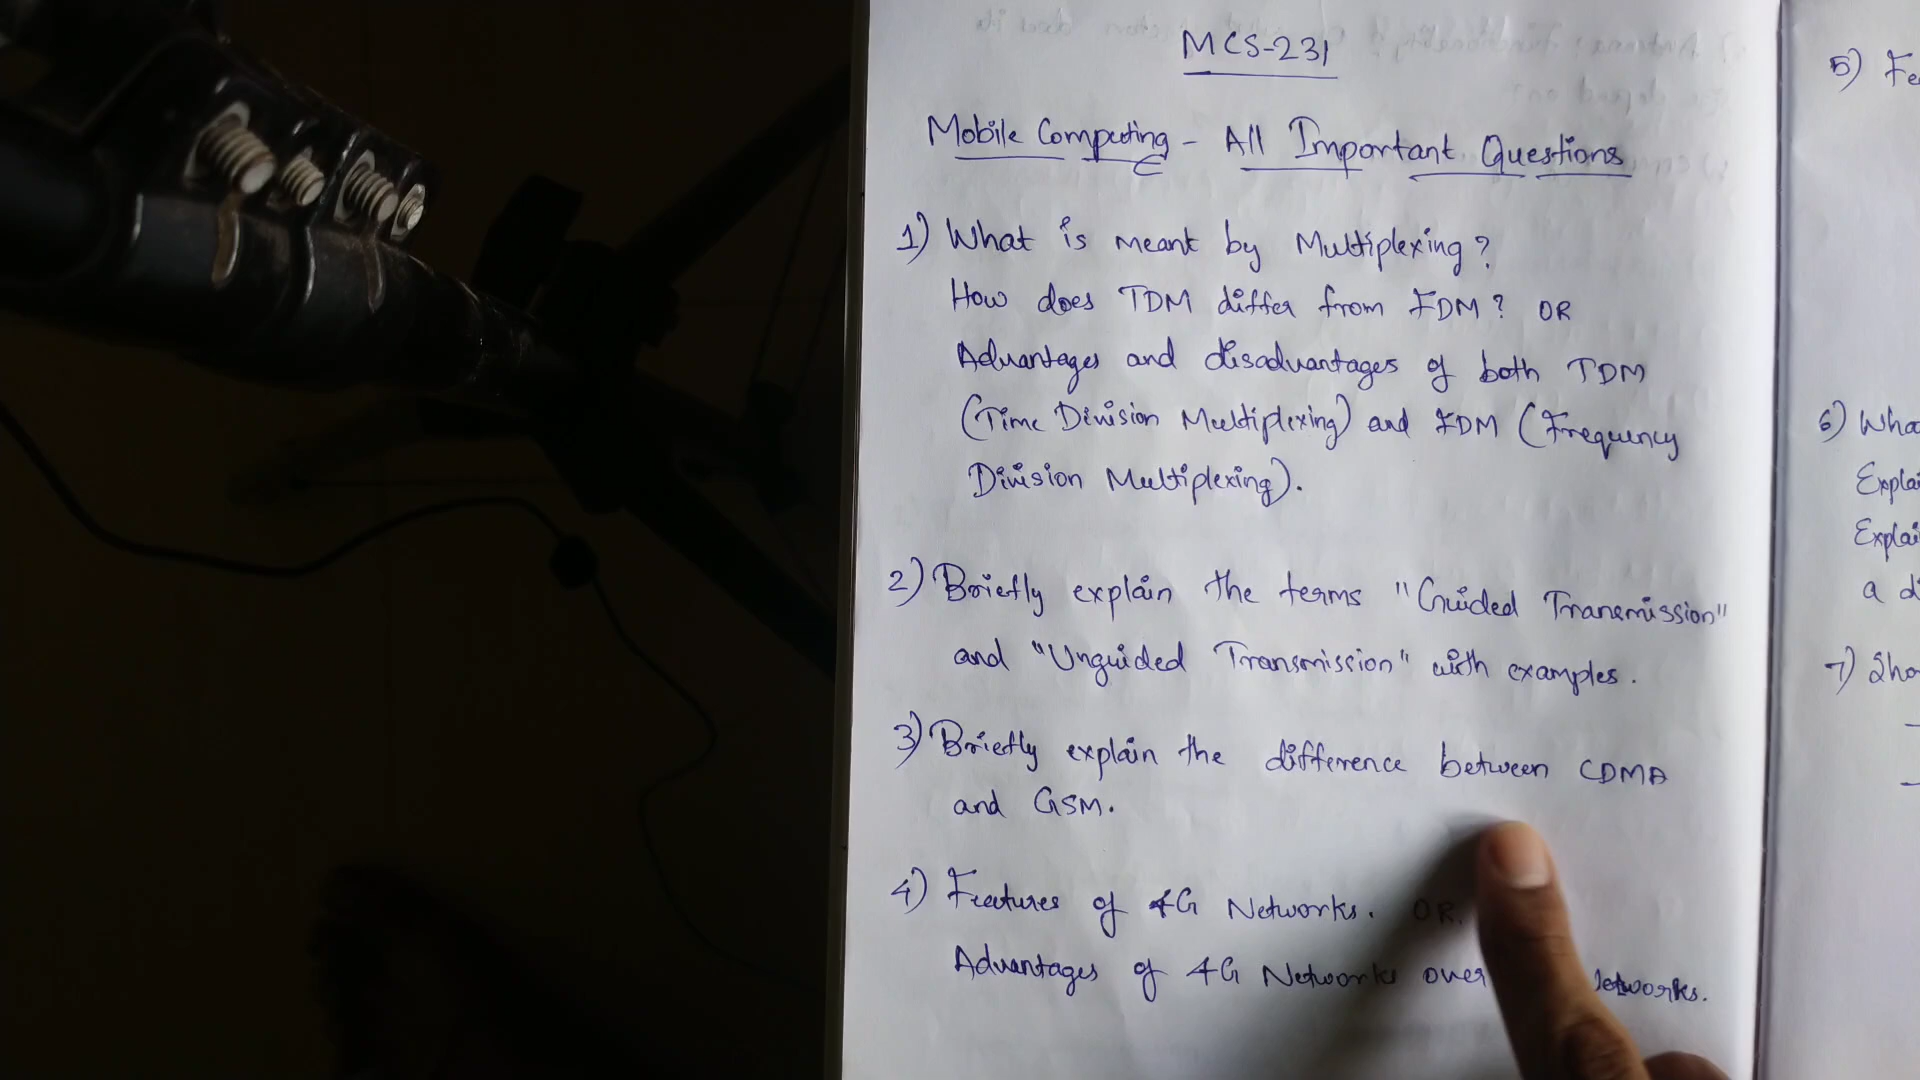 MCS-231
Mobile Computing - All Important Questions
1) What is meant by Multiplexing?
How does TDM differ from FDM? OR
Advantages and disadvantages of both TDM
(Time Division Multiplexing) and FDM (Frequency
Division Multiplexing).
2) Briefly explain the terms "Guided Transmission"
and "Unguided Transmission" with examples.
3) Briefly explain the difference between CDMA
and GSM.
4) Features of 4G Networks. OR
Advantages of 4G Networks over
5)
6)
a
7)